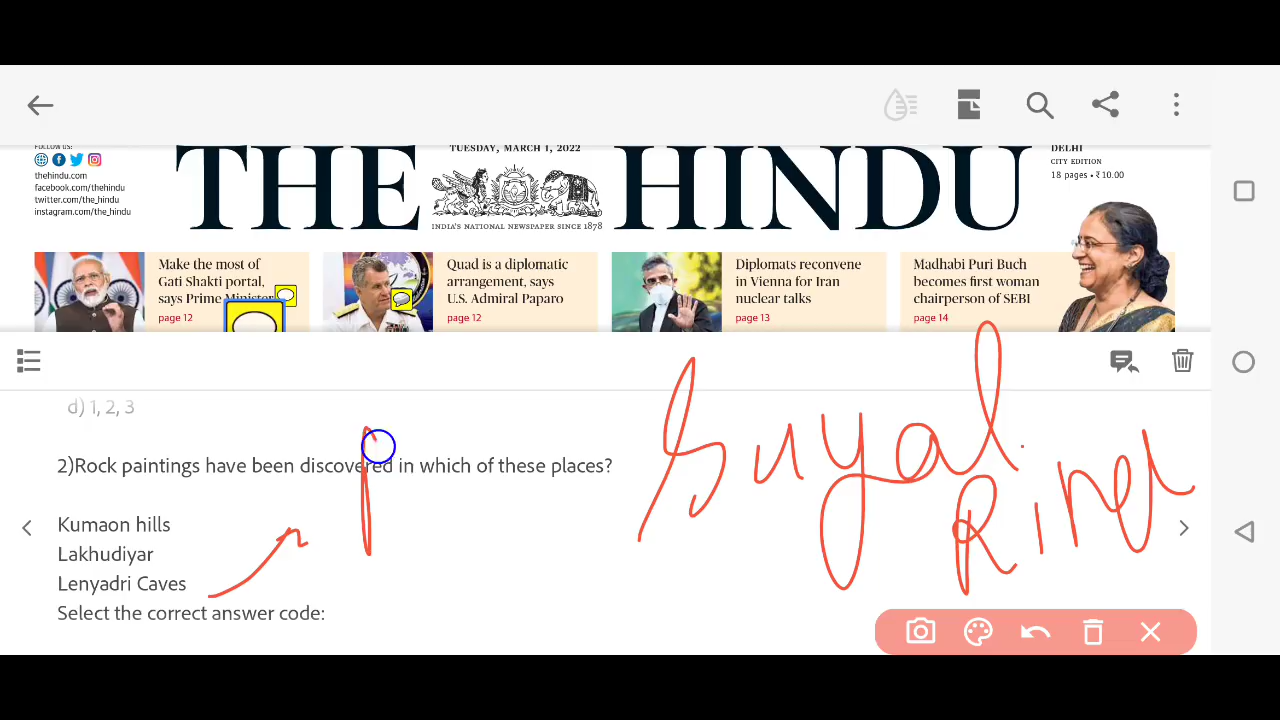 FOLLOW US:
thehindu.com
facebook.com/thehindu
twitter.com/the_hindu
instagram.com/the_hindu
TUESDAY, MARCH 1, 2022
THE HINDU
INDIA'S NATIONAL NEWSPAPER SINCE 1878
DELHI
CITY EDITION
18 pages • ₹10.00
Make the most of
Gati Shakti portal,
says Prime Minister
page 12
Quad is a diplomatic
arrangement, says
U.S. Admiral Paparo
page 12
Diplomats reconvene
in Vienna for Iran
nuclear talks
page 13
Madhabi Puri Buch
becomes first woman
chairperson of SEBI
page 14
d) 1, 2, 3
Suyal
River
2)Rock paintings have been discovered in which of these places?
Kumaon hills
Lakhudiyar
Lenyadri Caves
Select the correct answer code: